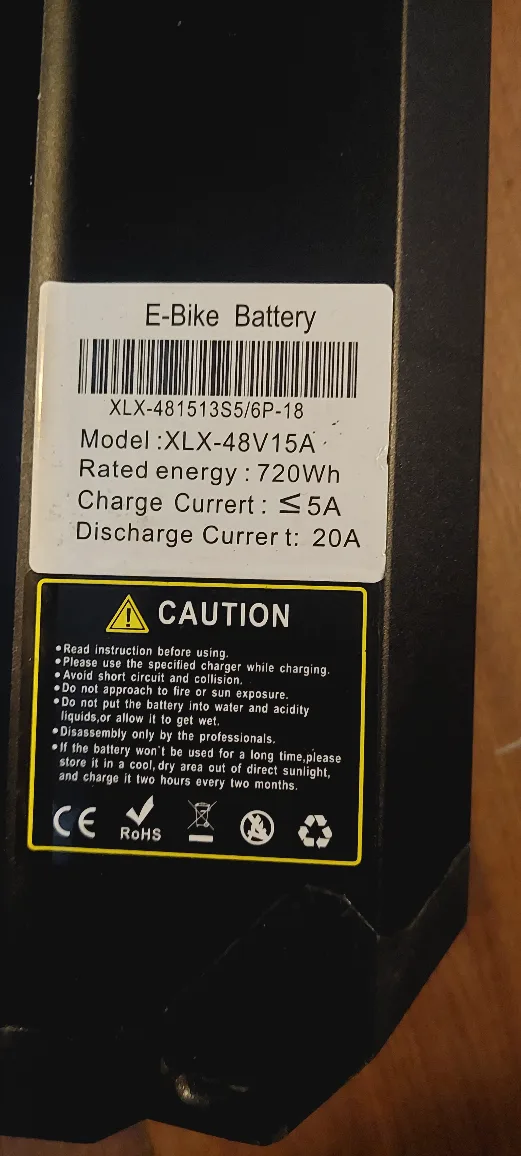 E-Bike Battery
XLX-481513S5/6P-18
Model :XLX-48V15A
Rated energy : 720Wh
Charge Currert : ≤5A
Discharge Currer t: 20A
CAUTION
•Read instruction before using.
•Please use the specified charger while charging.
•Avoid short circuit and collision.
•Do not approach to fire or sun exposure.
•Do not put the battery into water and acidity
liquids,or allow it to get wet.
•Disassembly only by the professionals.
•If the battery won't be used for a long time,please
store it in a cool,dry area out of direct sunlight,
and charge it two hours every two months.
CE
RoHS